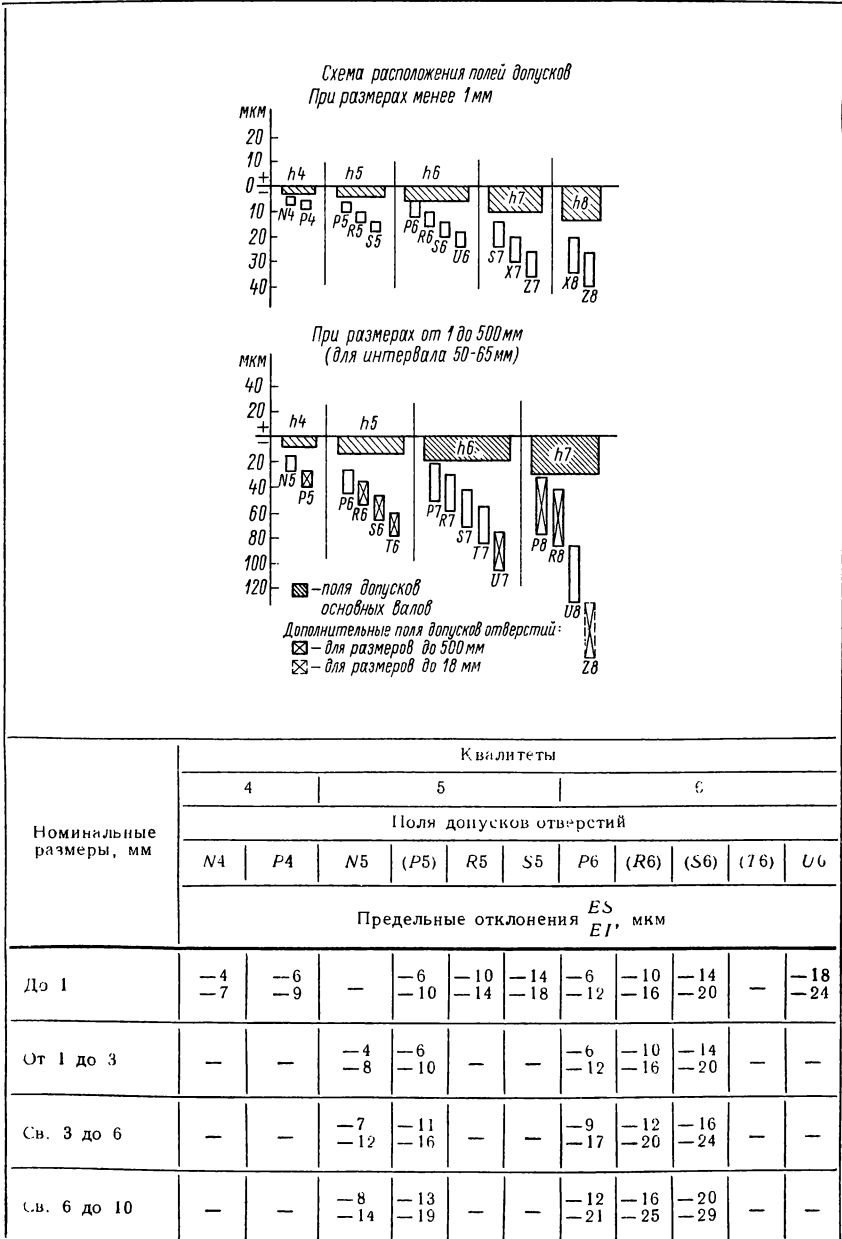 Схема расположения полей допусков
При размерах менее 1мм
мкм
20
10
+
0
−
10
20
30
40
h4 h5 h6 h7 h8
N4 P4 P5 R5 S5 P6 R6 S6 U6 S7 X7 Z7 X8 Z8
При размерах от 1 до 500мм
(для интервала 50-65мм)
мкм
40
20
+
−
20
40
60
80
100
120
h4 h5 h6 h7
N5 P5 P6 R6 S6 T6 P7 R7 S7 T7 U7 P8 R8 U8 Z8
–поля допусков
основных валов
Дополнительные поля допусков отверстий:
– для размеров до 500мм
– для размеров до 18 мм
Номинальные размеры, мм
Квалитеты
4 5 6
Поля допусков отверстий
N4 P4 N5 (P5) R5 S5 P6 (R6) (S6) (T6) U6
Предельные отклонения ES EI, мкм
До 1 −4 −6 — −6 −10 −14 −6 −10 −14 — −18
−7 −9 −10 −14 −18 −12 −16 −20 −24
От 1 до 3 — — −4 −6 — — −6 −10 −14 — —
−8 −10 −12 −16 −20
Св. 3 до 6 — — −7 −11 — — −9 −12 −16 — —
−12 −16 −17 −20 −24
Св. 6 до 10 — — −8 −13 — — −12 −16 −20 — —
−14 −19 −21 −25 −29